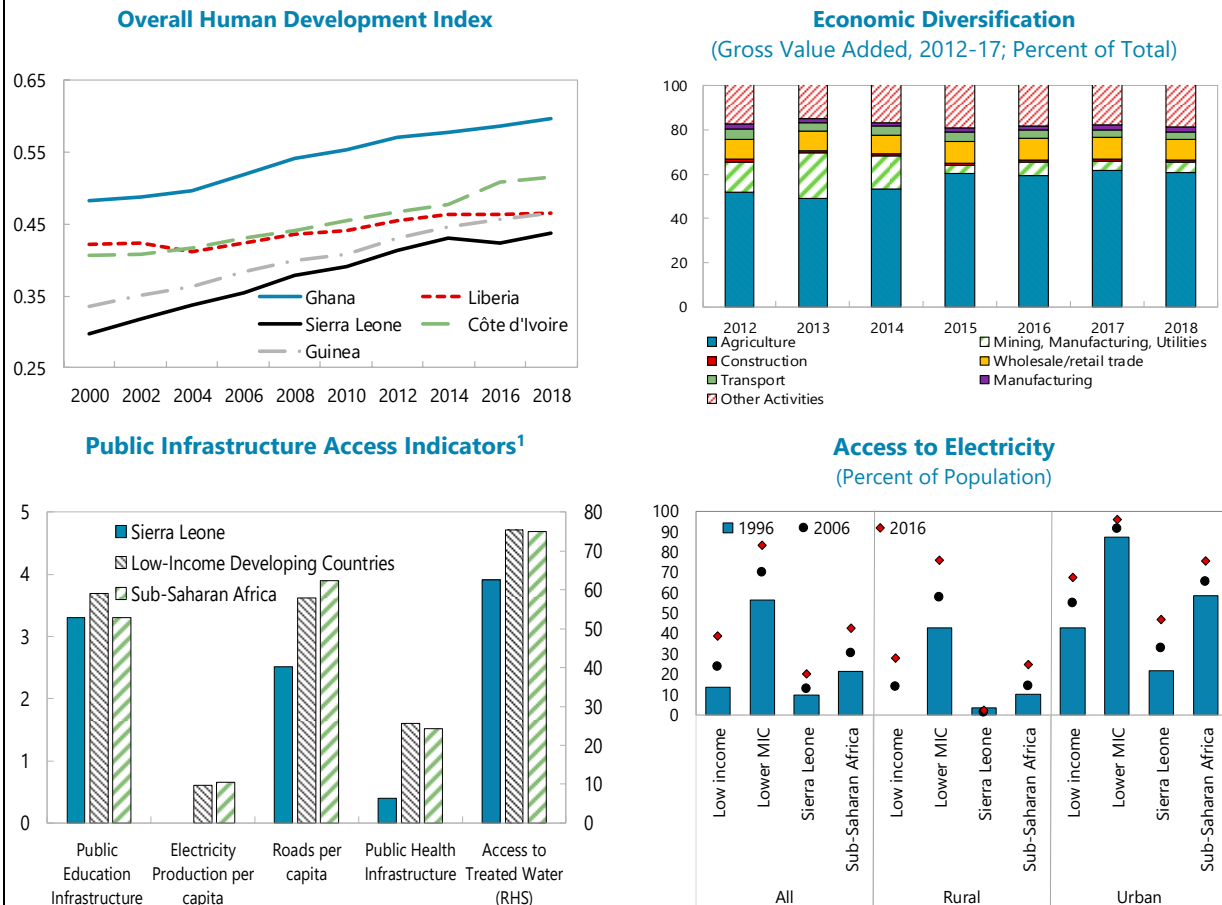 Overall Human Development Index
0.65
0.55
0.45
0.35
0.25
Ghana
Liberia
Sierra Leone
Côte d'Ivoire
Guinea
2000 2002 2004 2006 2008 2010 2012 2014 2016 2018
Economic Diversification
(Gross Value Added, 2012-17; Percent of Total)
100
80
60
40
20
0
2012 2013 2014 2015 2016 2017 2018
Agriculture
Mining, Manufacturing, Utilities
Construction
Wholesale/retail trade
Transport
Manufacturing
Other Activities
Public Infrastructure Access Indicators¹
5
4
3
2
1
0
Sierra Leone
Low-Income Developing Countries
Sub-Saharan Africa
80
70
60
50
40
30
20
10
0
Public
Education
Infrastructure
Electricity
Production per
capita
Roads per
capita
Public Health
Infrastructure
Access to
Treated Water
(RHS)
Access to Electricity
(Percent of Population)
100
90
80
70
60
50
40
30
20
10
0
1996
2006
2016
Low income
Lower MIC
Sierra Leone
Sub-Saharan Africa
Low income
Lower MIC
Sierra Leone
Sub-Saharan Africa
Low income
Lower MIC
Sierra Leone
Sub-Saharan Africa
All
Rural
Urban